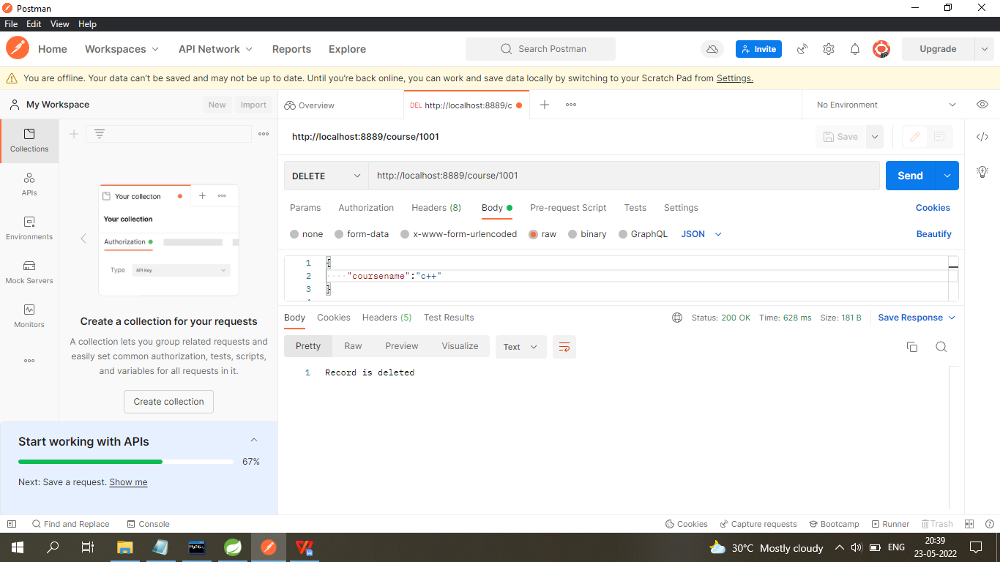 Postman
File Edit View Help
Home Workspaces API Network Reports Explore Search Postman Invite Upgrade
You are offline. Your data can't be saved and may not be up to date. Until you're back online, you can work and save data locally by switching to your Scratch Pad from Settings.
My Workspace New Import
Overview DEL http://localhost:8889/c No Environment
Collections
APIs
Environments
Mock Servers
Monitors
Your collecton
Your collection
Authorization
Type API Key
Create a collection for your requests
A collection lets you group related requests and
easily set common authorization, tests, scripts,
and variables for all requests in it.
Create collection
Start working with APIs
67%
Next: Save a request. Show me
http://localhost:8889/course/1001 Save
DELETE http://localhost:8889/course/1001 Send
Params Authorization Headers (8) Body Pre-request Script Tests Settings Cookies
none form-data x-www-form-urlencoded raw binary GraphQL JSON Beautify
1 {
2 "coursename":"c++"
3 }
Body Cookies Headers (5) Test Results Status: 200 OK Time: 628 ms Size: 181 B Save Response
Pretty Raw Preview Visualize Text
1 Record is deleted
Find and Replace Console Cookies Capture requests Bootcamp Runner Trash
MySQL
30°C Mostly cloudy ENG
20:39
23-05-2022